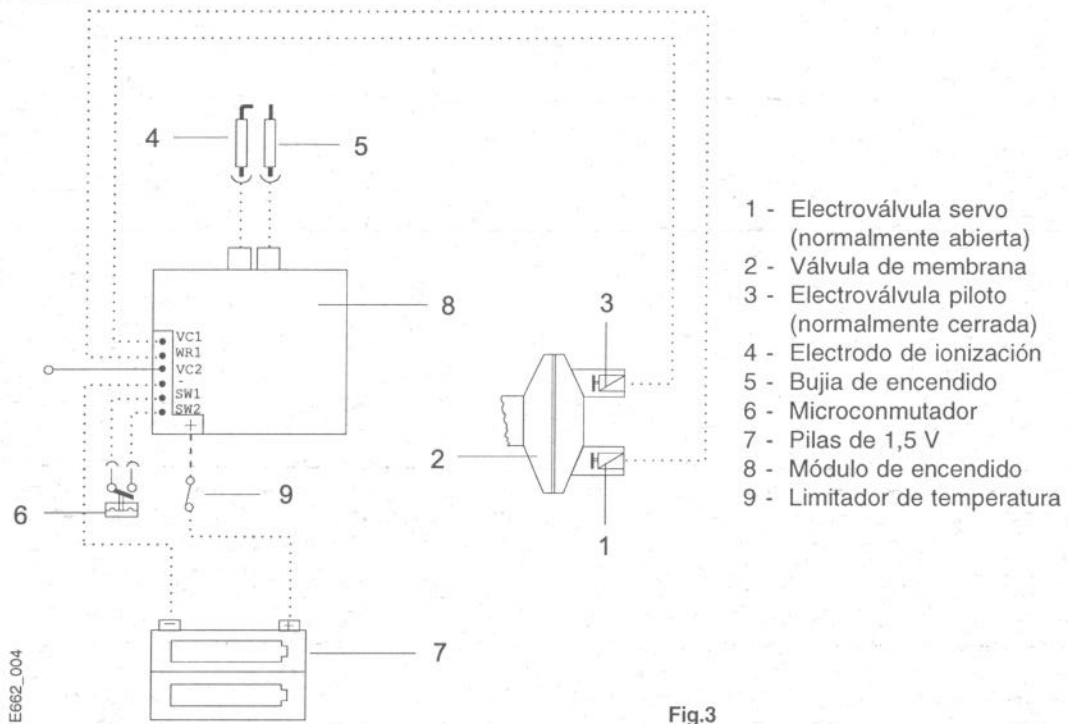 4
5
8
VC1
WR1
VC2
-
SW1
SW2
+
6
9
3
2
1
- +
7
1 - Electroválvula servo
(normalmente abierta)
2 - Válvula de membrana
3 - Electroválvula piloto
(normalmente cerrada)
4 - Electrodo de ionización
5 - Bujia de encendido
6 - Microconmutador
7 - Pilas de 1,5 V
8 - Módulo de encendido
9 - Limitador de temperatura
E662_004
Fig.3